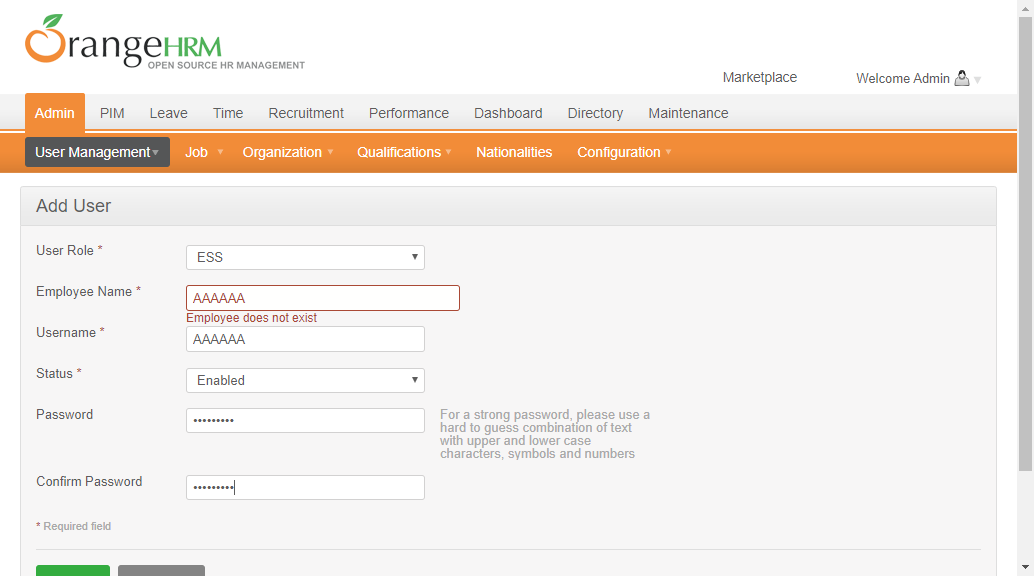 OrangeHRM
OPEN SOURCE HR MANAGEMENT
Marketplace Welcome Admin
Admin PIM Leave Time Recruitment Performance Dashboard Directory Maintenance
User Management Job Organization Qualifications Nationalities Configuration
Add User
User Role * ESS
Employee Name * AAAAAA
Employee does not exist
Username * AAAAAA
Status * Enabled
Password •••••••••
For a strong password, please use a
hard to guess combination of text
with upper and lower case
characters, symbols and numbers
Confirm Password •••••••••
* Required field